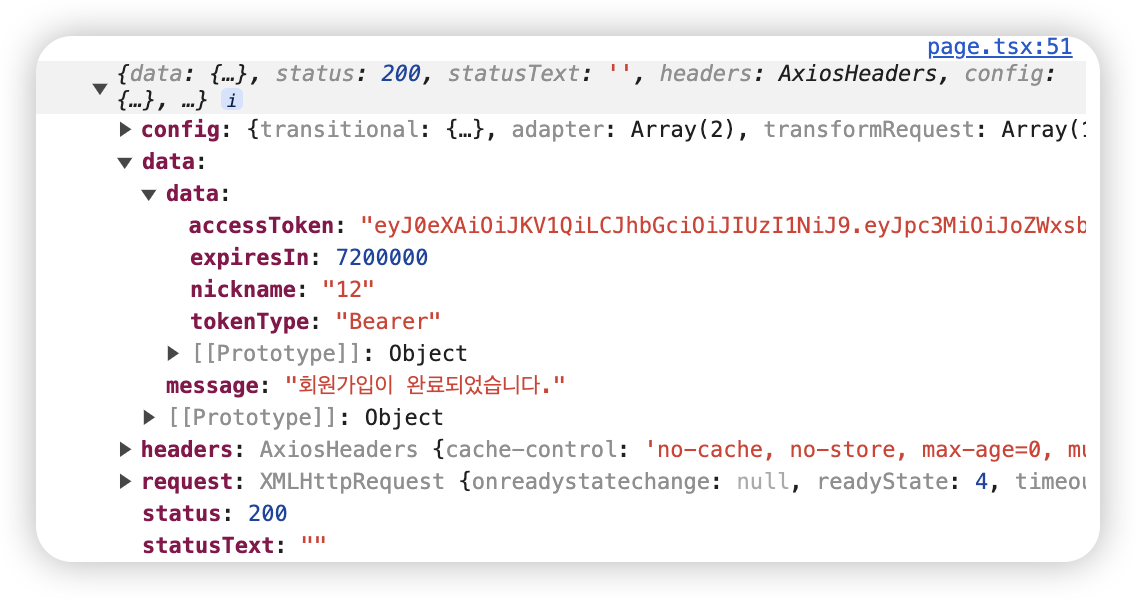 page.tsx:51
{data: {…}, status: 200, statusText: '', headers: AxiosHeaders, config:
{…}, …} i
config: {transitional: {…}, adapter: Array(2), transformRequest: Array(1
data:
data:
accessToken: "eyJ0eXAiOiJKV1QiLCJhbGciOiJIUzI1NiJ9.eyJpc3MiOiJoZWxsb
expiresIn: 7200000
nickname: "12"
tokenType: "Bearer"
[[Prototype]]: Object
message: "회원가입이 완료되었습니다."
[[Prototype]]: Object
headers: AxiosHeaders {cache-control: 'no-cache, no-store, max-age=0, mu
request: XMLHttpRequest {onreadystatechange: null, readyState: 4, timeou
status: 200
statusText: ""